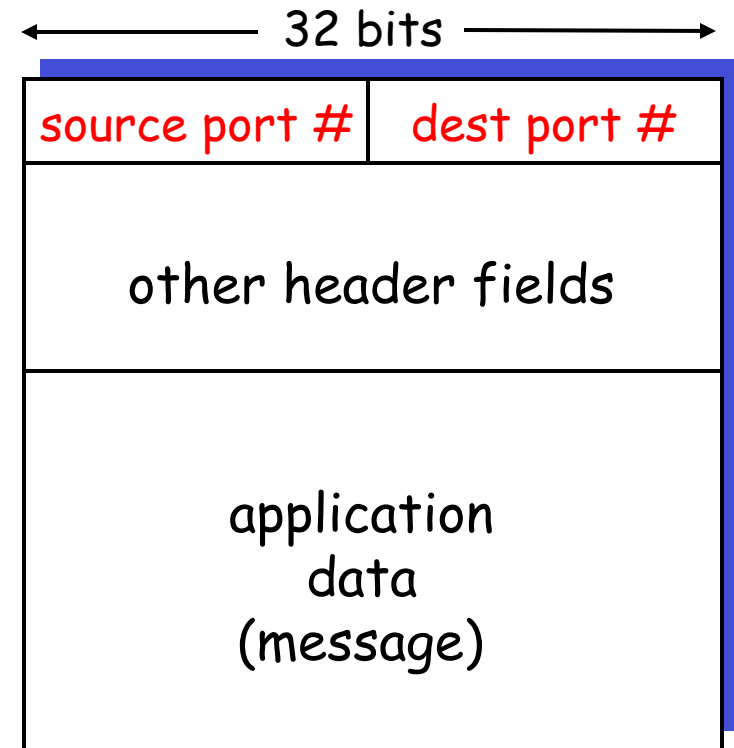 32 bits
source port # dest port #
other header fields
application
data
(message)